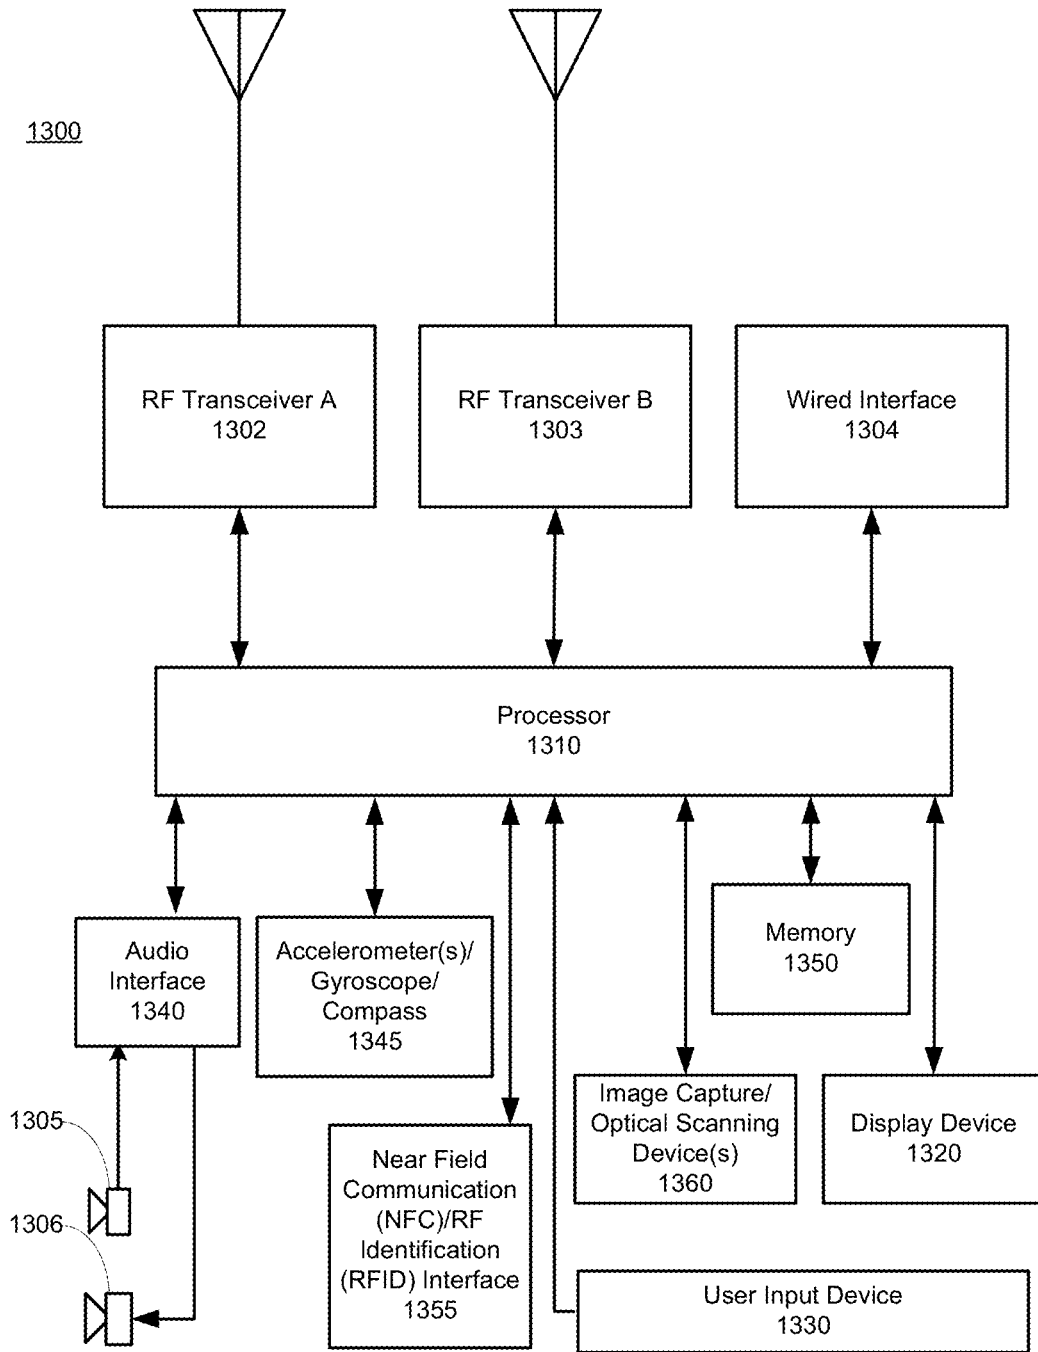 1300
RF Transceiver A
1302
RF Transceiver B
1303
Wired Interface
1304
Processor
1310
Audio
Interface
1340
Accelerometer(s)/
Gyroscope/
Compass
1345
Memory
1350
Near Field
Communication
(NFC)/RF
Identification
(RFID) Interface
1355
Image Capture/
Optical Scanning
Device(s)
1360
Display Device
1320
1305
1306
User Input Device
1330